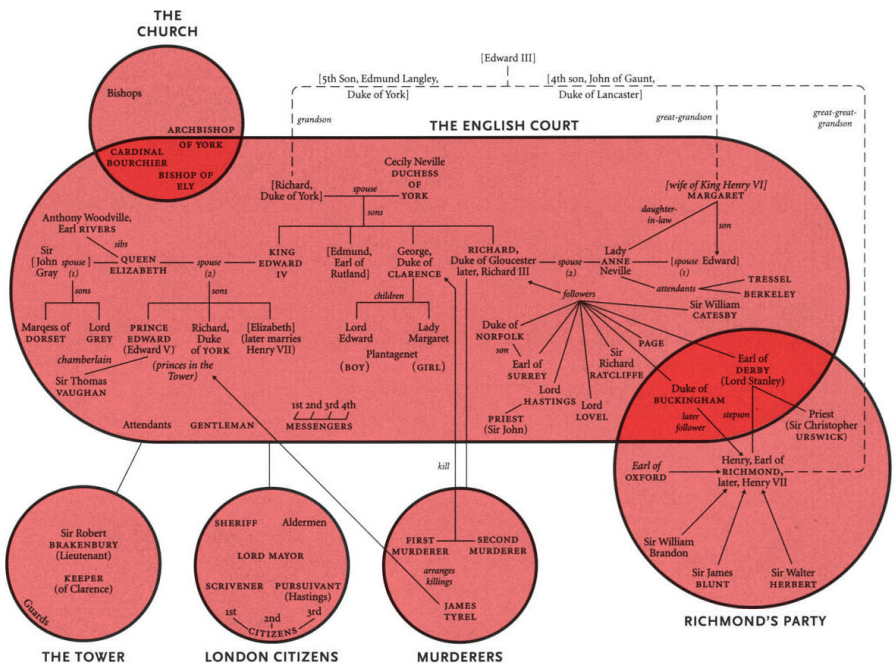 THE
CHURCH
Bishops
ARCHBISHOP
OF YORK
CARDINAL
BOURCHIER
BISHOP OF
ELY
[Edward III]
[5th Son, Edmund Langley,
Duke of York]
[4th son, John of Gaunt,
Duke of Lancaster]
grandson
great-grandson
great-great-
grandson
THE ENGLISH COURT
[Richard,
Duke of York]
spouse
Cecily Neville
DUCHESS
OF
YORK
sons
[wife of King Henry VI]
MARGARET
daughter-
in-law
son
Anthony Woodville,
Earl RIVERS
sibs
Sir
[John
Gray
spouse]
(1)
QUEEN
ELIZABETH
spouse
(2)
KING
EDWARD
IV
[Edmund,
Earl of
Rutland]
George,
Duke of
CLARENCE
RICHARD,
Duke of Gloucester
later, Richard III
spouse
(2)
Lady
ANNE
Neville
[spouse
(1)
Edward]
attendants
TRESSEL
BERKELEY
sons
sons
children
followers
Sir William
CATESBY
Marqess of
DORSET
Lord
GREY
PRINCE
EDWARD
(Edward V)
Richard,
Duke
of YORK
[Elizabeth]
(later marries
Henry VII)
Lord
Edward
Lady
Margaret
Plantagenet
(BOY)
(GIRL)
chamberlain
Sir Thomas
VAUGHAN
(princes in the
Tower)
Duke of
NORFOLK
son
Earl of
SURREY
PRIEST
(Sir John)
Lord
HASTINGS
Lord
LOVEL
Sir
Richard
RATCLIFFE
PAGE
Earl of
DERBY
(Lord Stanley)
Duke of
BUCKINGHAM
later
follower
stepson
Priest
(Sir Christopher
URSWICK)
Attendants
GENTLEMAN
1st 2nd 3rd 4th
MESSENGERS
kill
Earl of
OXFORD
Henry, Earl of
RICHMOND,
later, Henry VII
Sir William
Brandon
Sir James
BLUNT
Sir Walter
HERBERT
RICHMOND'S PARTY
Sir Robert
BRAKENBURY
(Lieutenant)
KEEPER
(of Clarence)
Guards
THE TOWER
SHERIFF
Aldermen
LORD MAYOR
SCRIVENER
PURSUIVANT
(Hastings)
1st
2nd
3rd
CITIZENS
LONDON CITIZENS
FIRST
MURDERER
SECOND
MURDERER
arranges
killings
JAMES
TYREL
MURDERERS